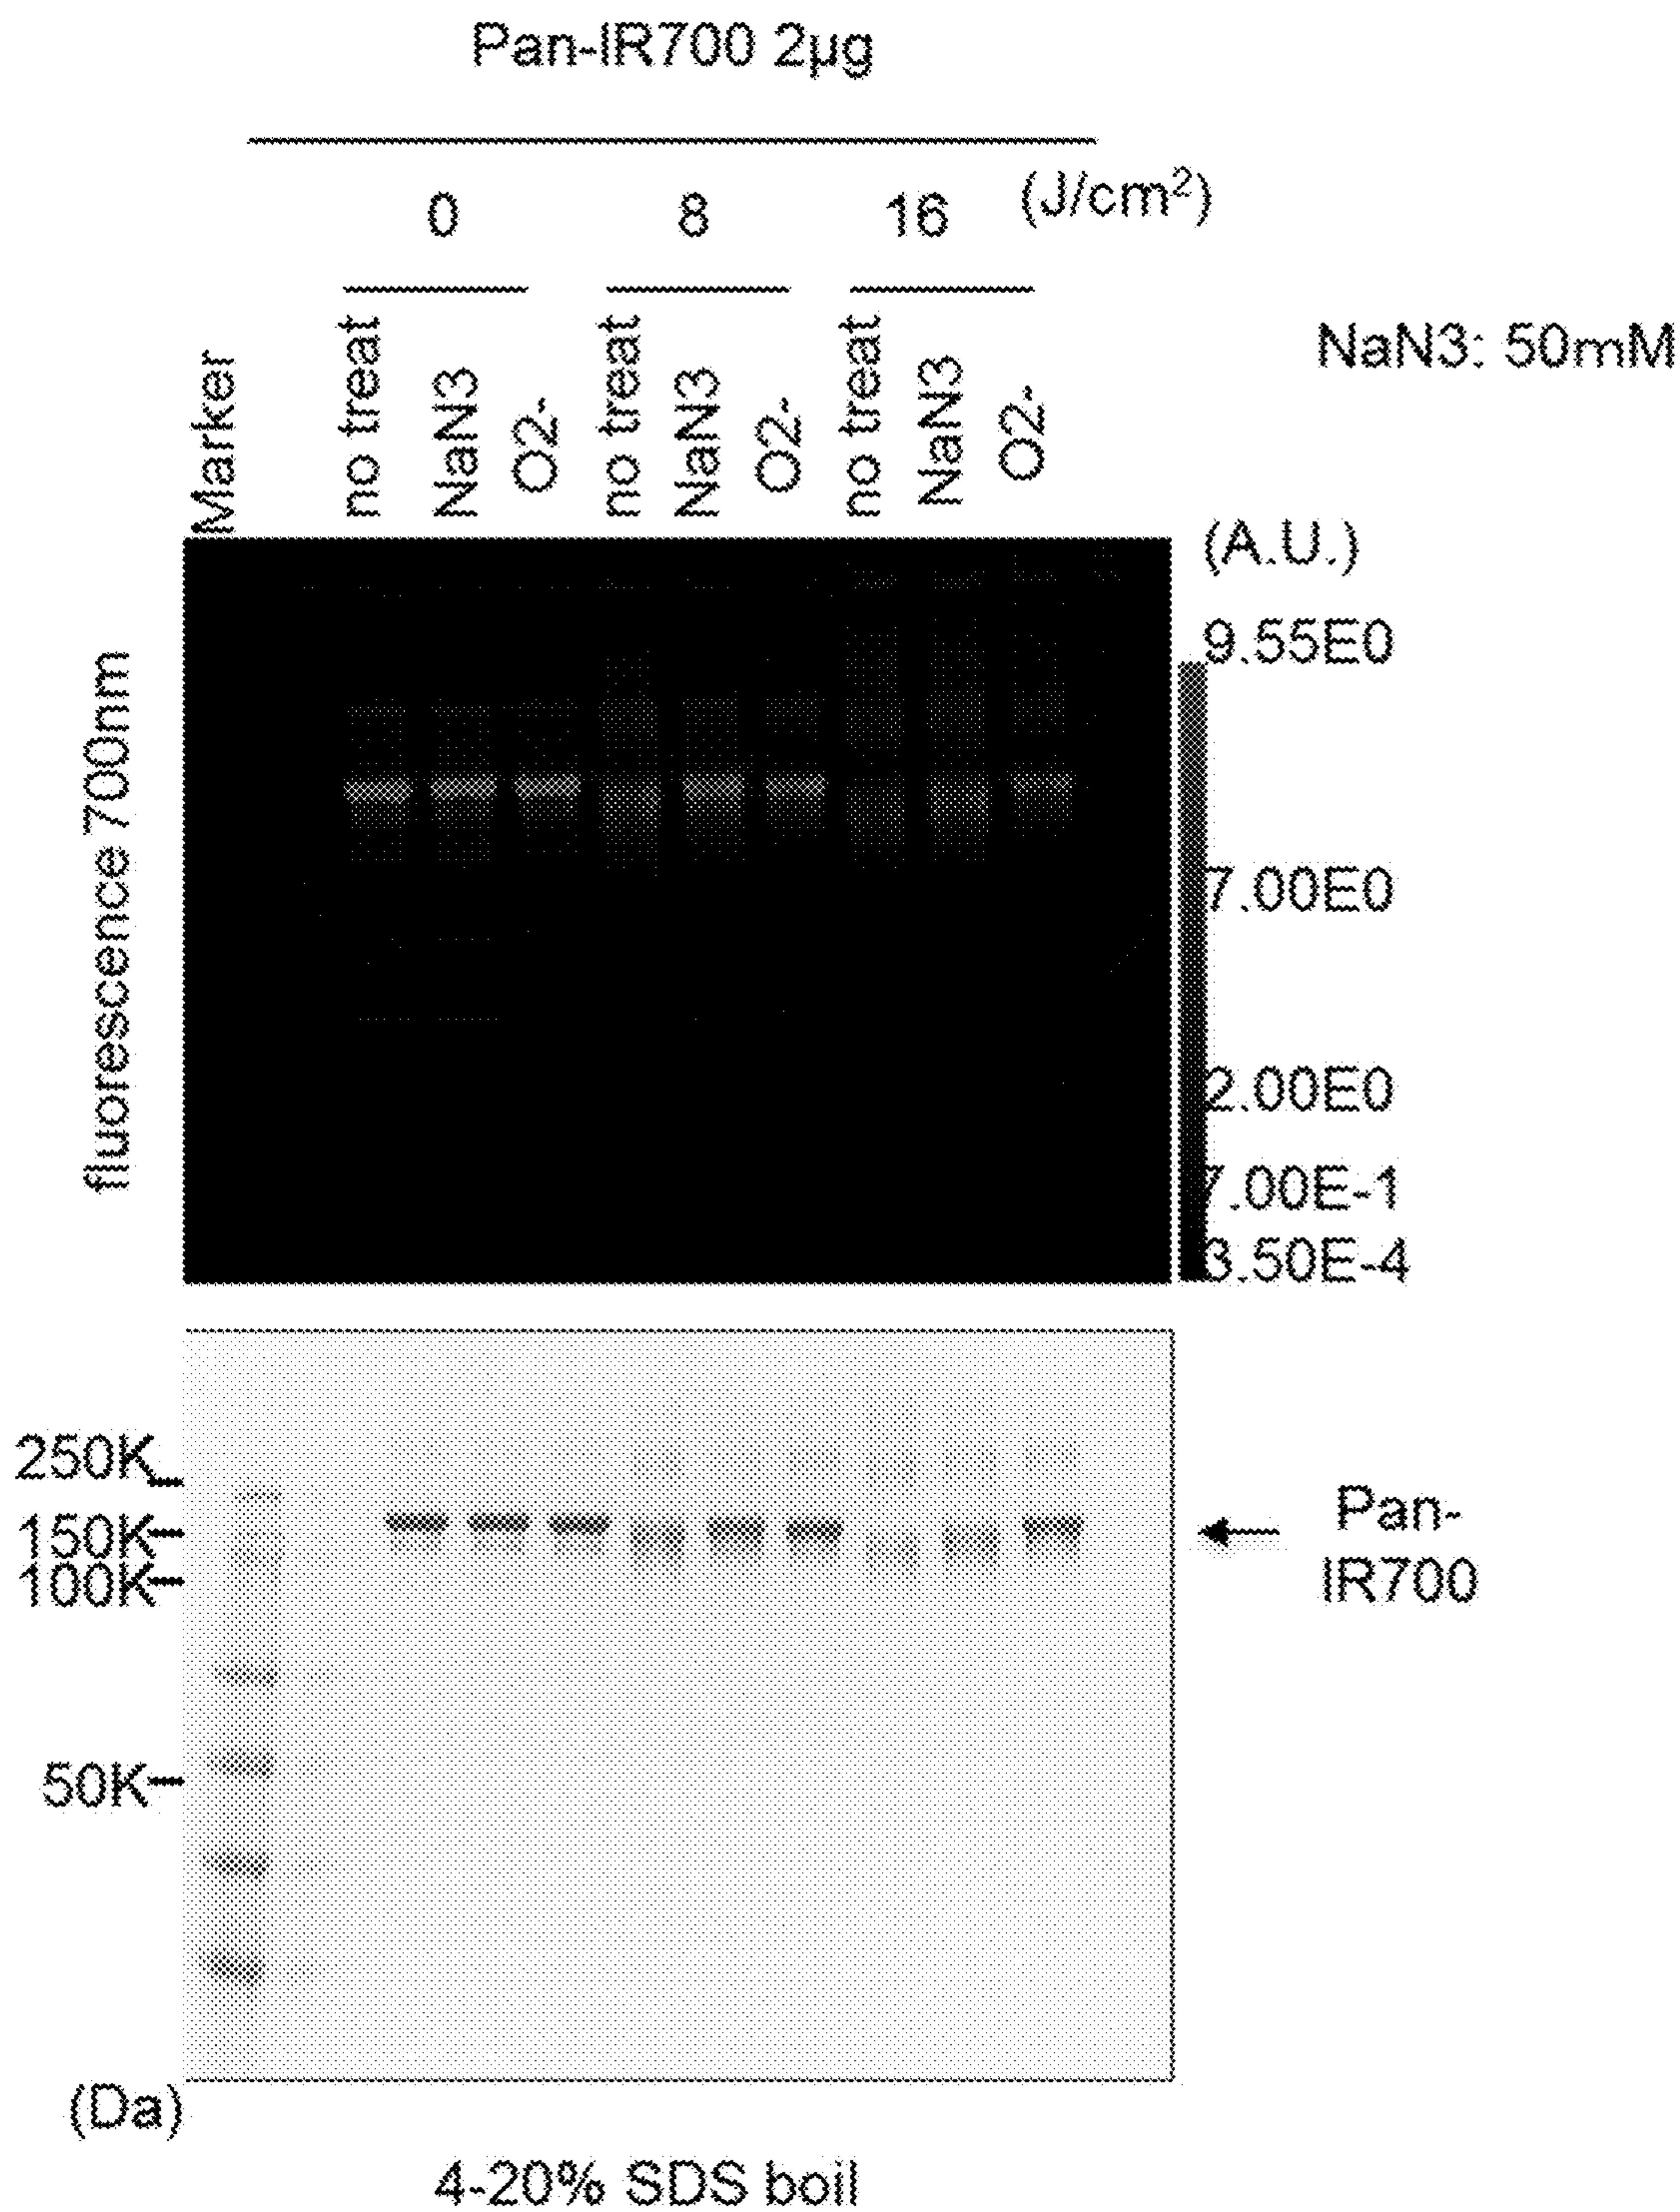 Pan-IR700 2µg
0 8 16 (J/cm²)
Marker no treat NaN3 O2- no treat NaN3 O2- no treat NaN3 O2-
NaN3: 50mM
fluorescence 700nm
(A.U.)
9.55E0
7.00E0
2.00E0
7.00E-1
3.50E-4
250K
150K
100K
50K
(Da)
Pan-
IR700
4-20% SDS boil